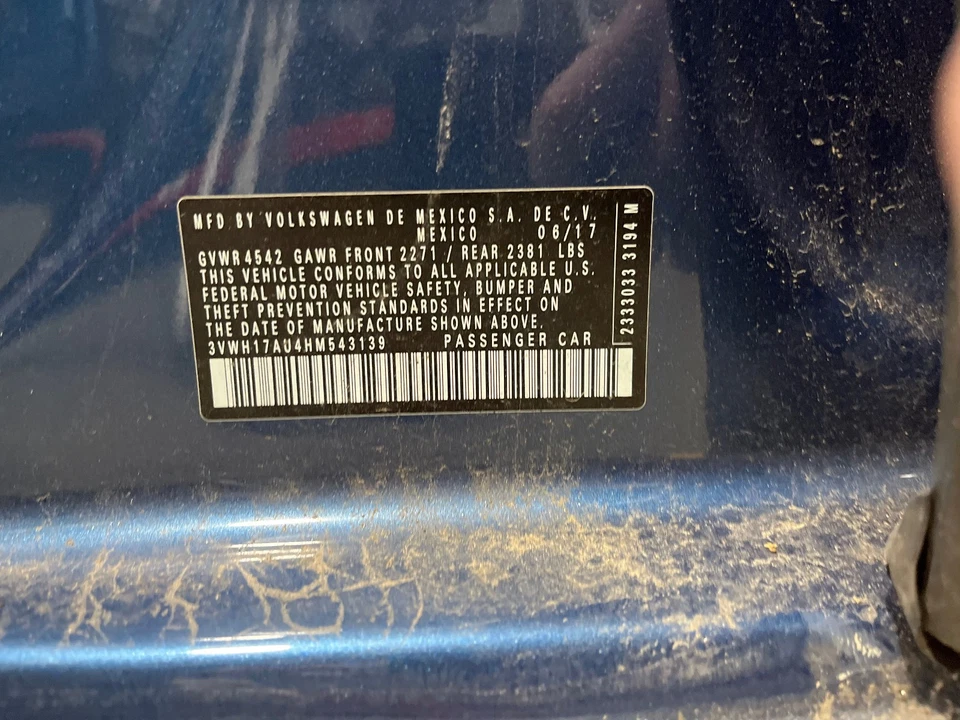 MFD BY VOLKSWAGEN DE MEXICO S.A. DE C.V.
MEXICO 06/17
GVWR 4542 GAWR FRONT 2271 / REAR 2381 LBS
THIS VEHICLE CONFORMS TO ALL APPLICABLE U.S.
FEDERAL MOTOR VEHICLE SAFETY, BUMPER AND
THEFT PREVENTION STANDARDS IN EFFECT ON
THE DATE OF MANUFACTURE SHOWN ABOVE.
3VWH17AU4HM543139 PASSENGER CAR
2333033 3194 M